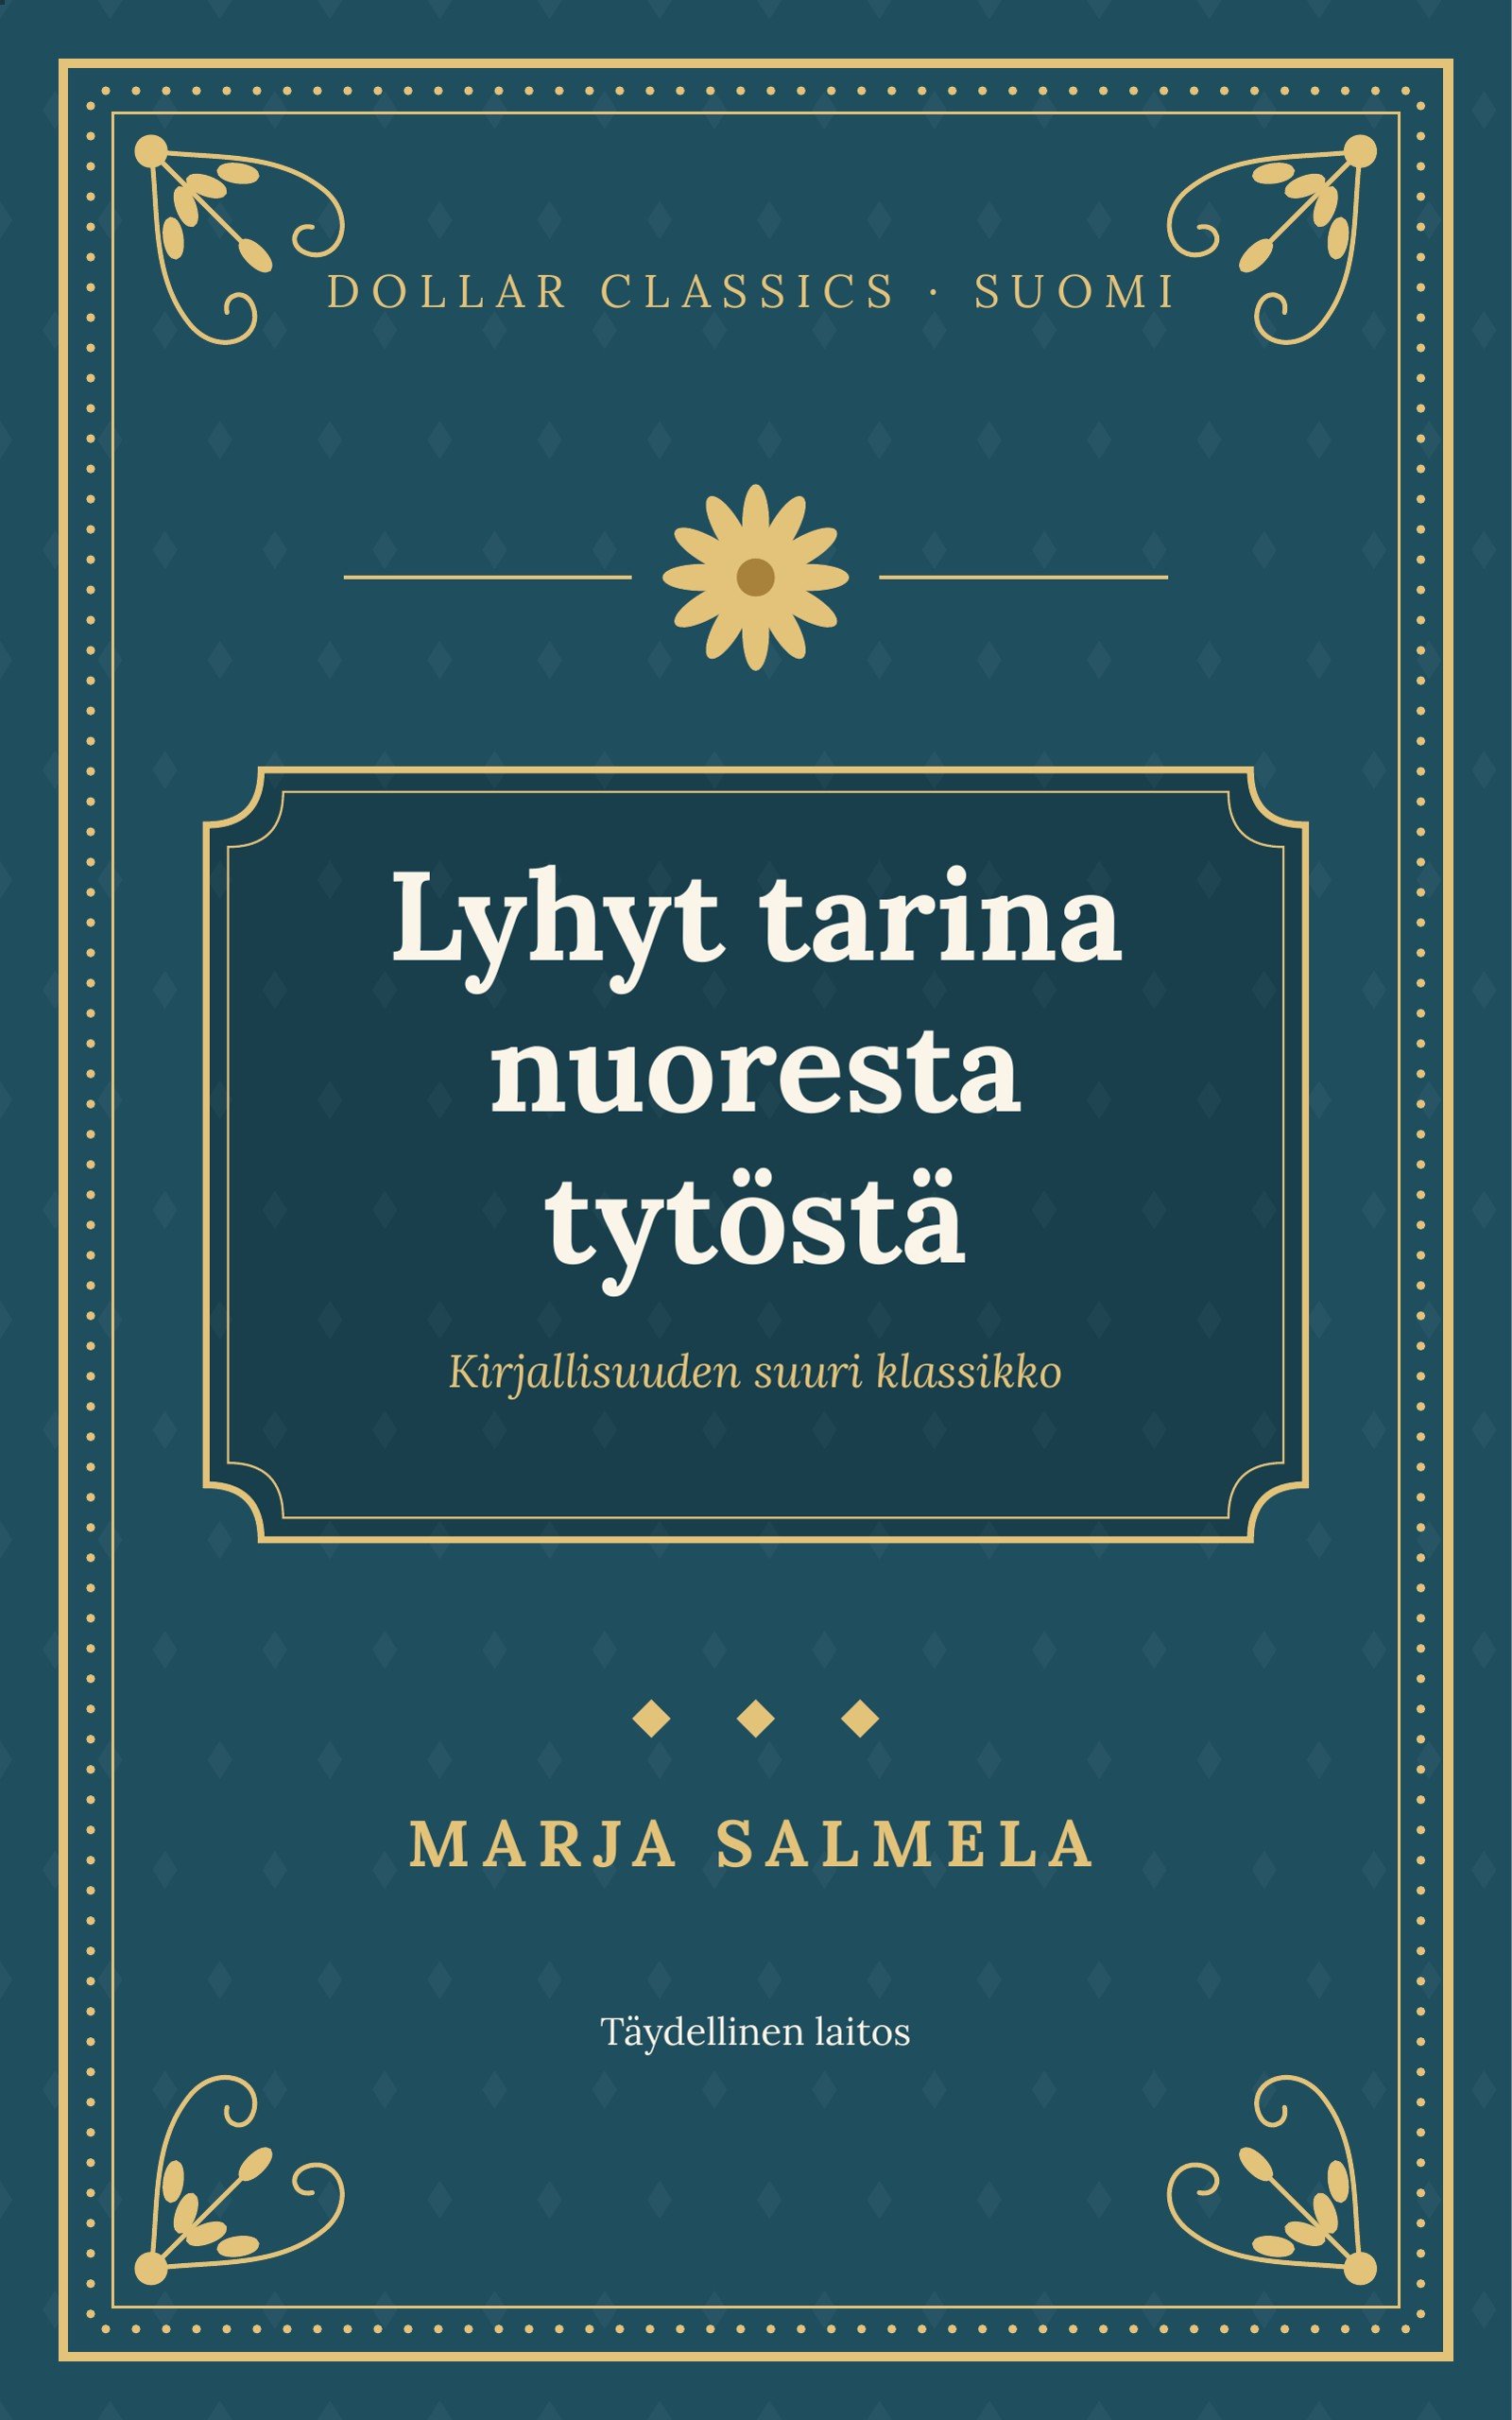 DOLLAR CLASSICS · SUOMI
Lyhyt tarina
nuoresta
tytöstä
Kirjallisuuden suuri klassikko
MARJA SALMELA
Täydellinen laitos